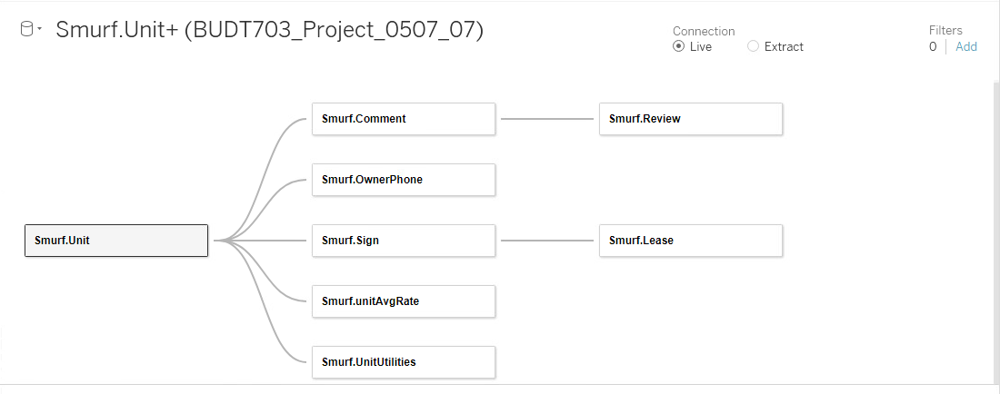 Smurf.Unit+ (BUDT703_Project_0507_07)
Connection
Live
Extract
Filters
0
Add
Smurf.Comment
Smurf.Review
Smurf.OwnerPhone
Smurf.Unit
Smurf.Sign
Smurf.Lease
Smurf.unitAvgRate
Smurf.UnitUtilities